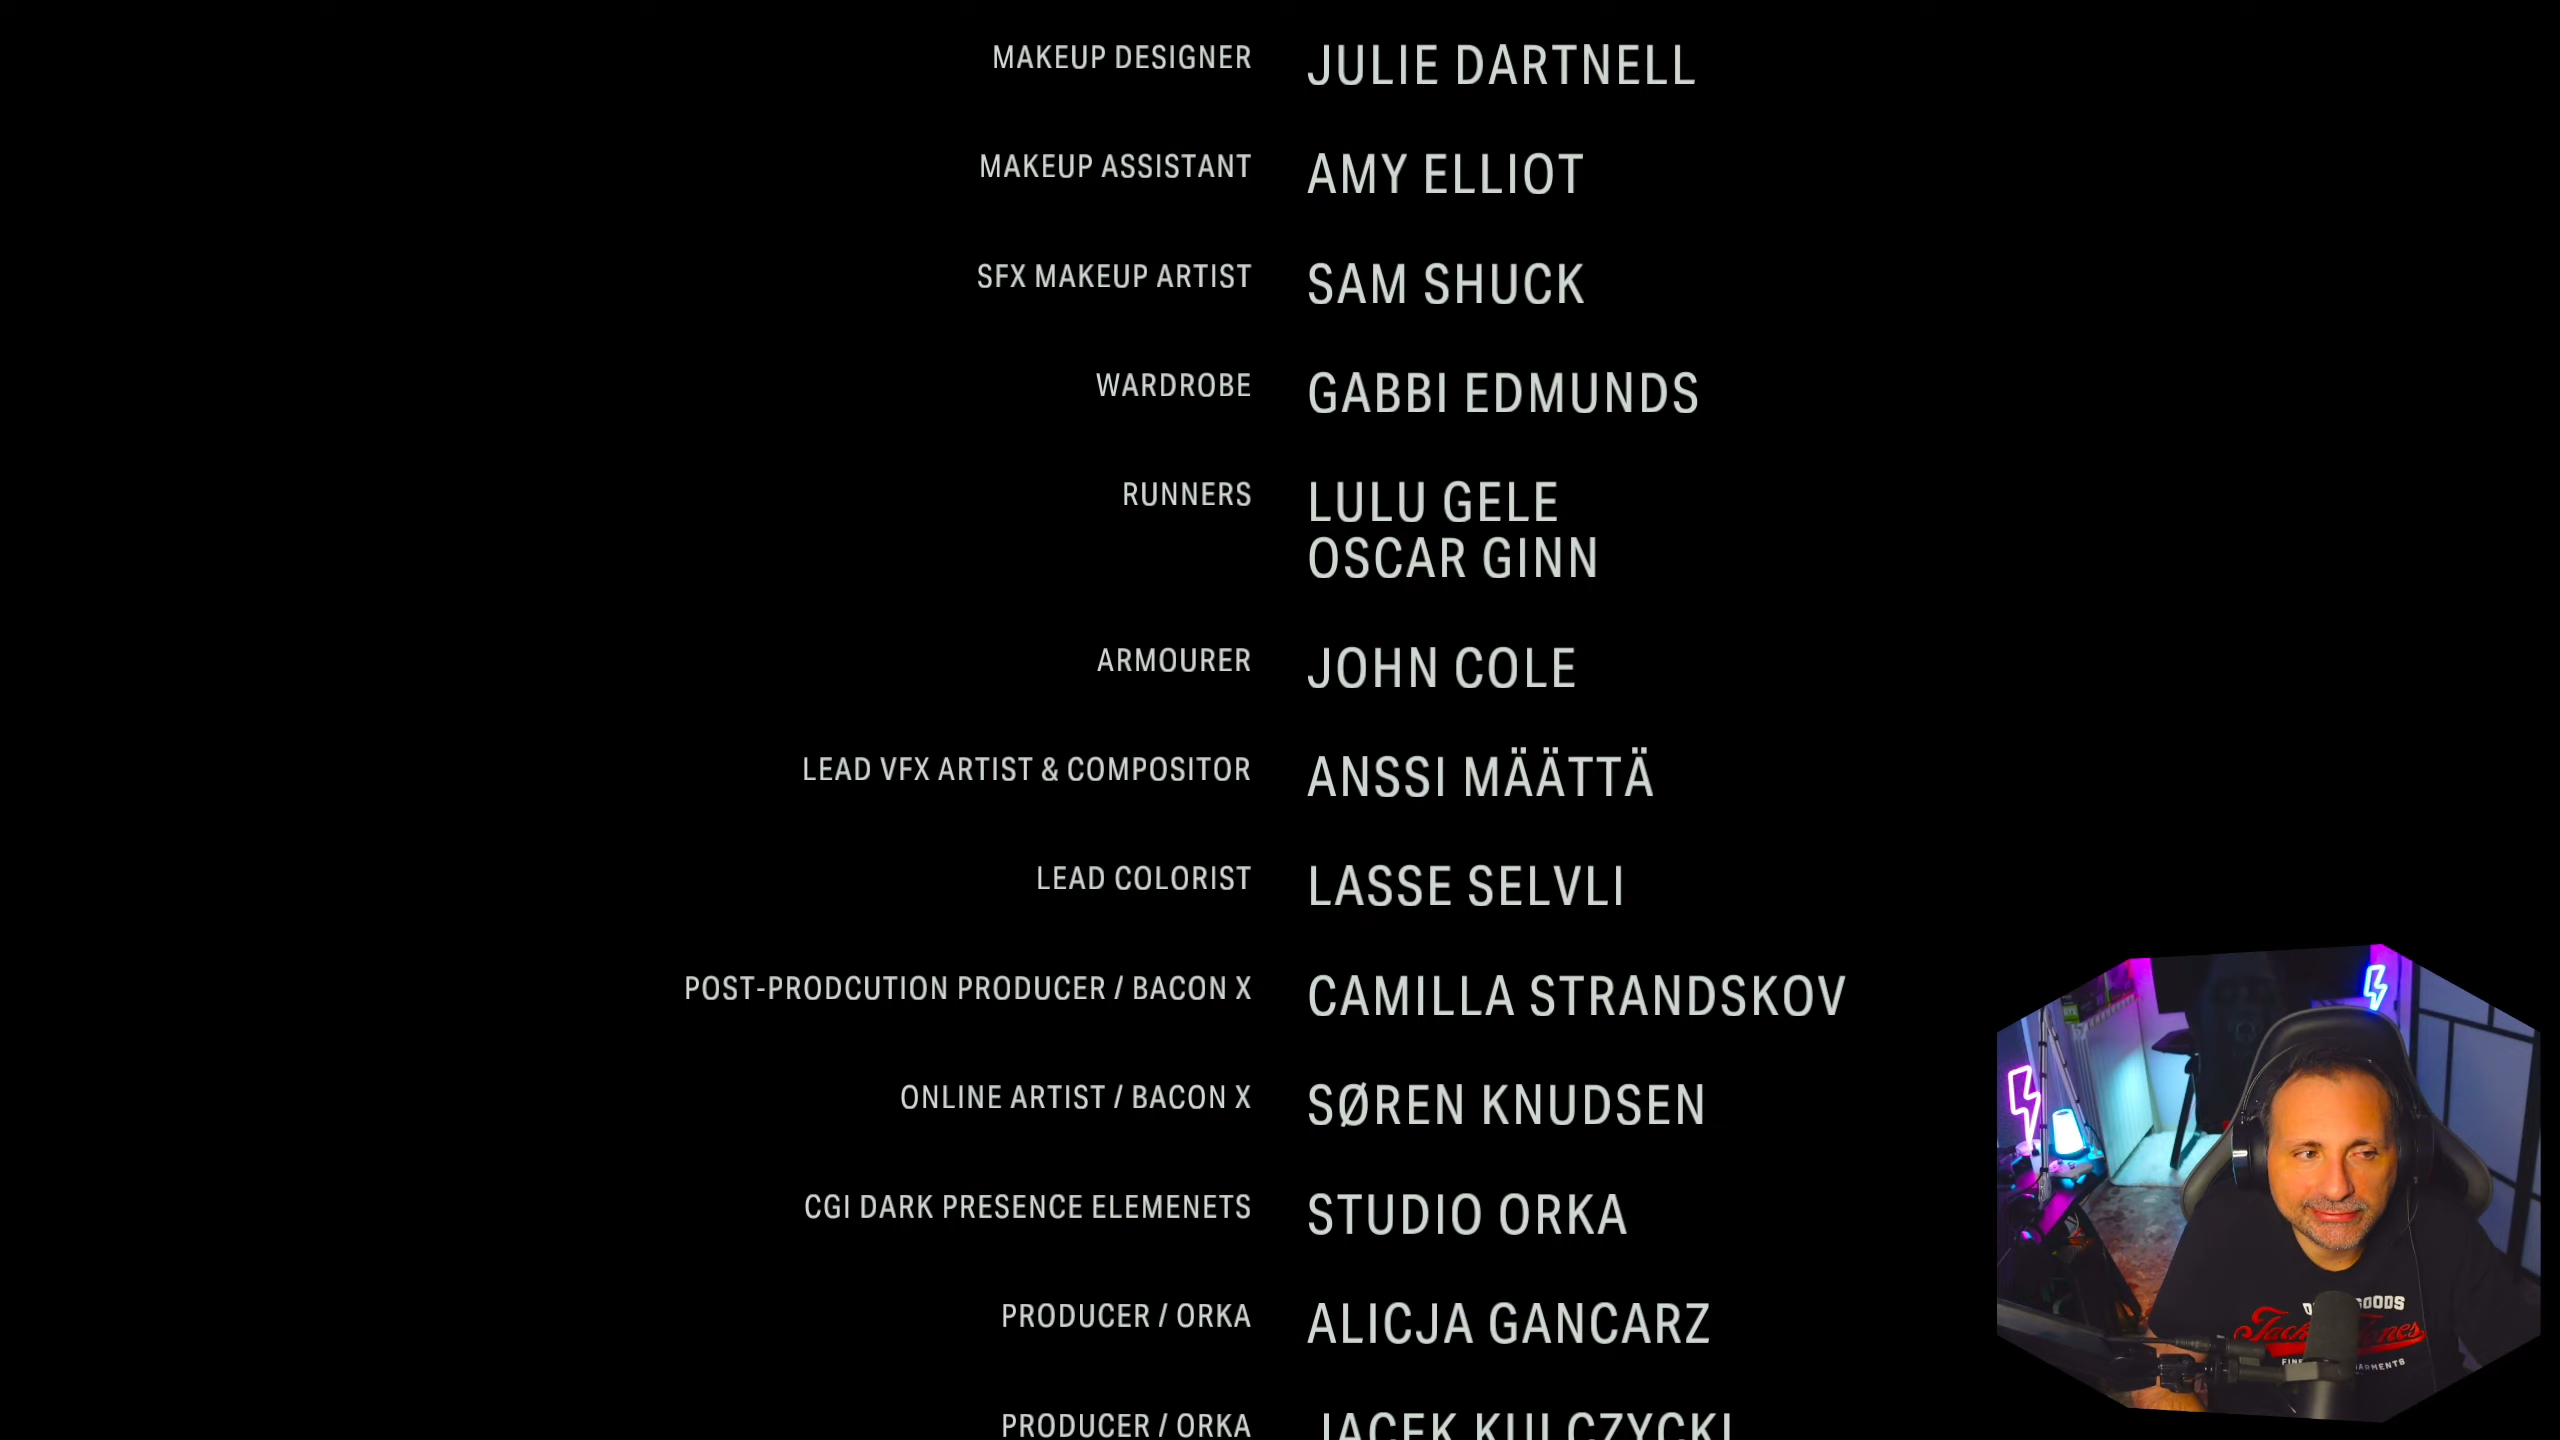 MAKEUP DESIGNER JULIE DARTNELL
MAKEUP ASSISTANT AMY ELLIOT
SFX MAKEUP ARTIST SAM SHUCK
WARDROBE GABBI EDMUNDS
RUNNERS LULU GELE
OSCAR GINN
ARMOURER JOHN COLE
LEAD VFX ARTIST & COMPOSITOR ANSSI MÄÄTTÄ
LEAD COLORIST LASSE SELVLI
POST-PRODCUTION PRODUCER / BACON X CAMILLA STRANDSKOV
ONLINE ARTIST / BACON X SØREN KNUDSEN
CGI DARK PRESENCE ELEMENETS STUDIO ORKA
PRODUCER / ORKA ALICJA GANCARZ
PRODUCER / ORKA JACEK KULCZYCKI
GOODS